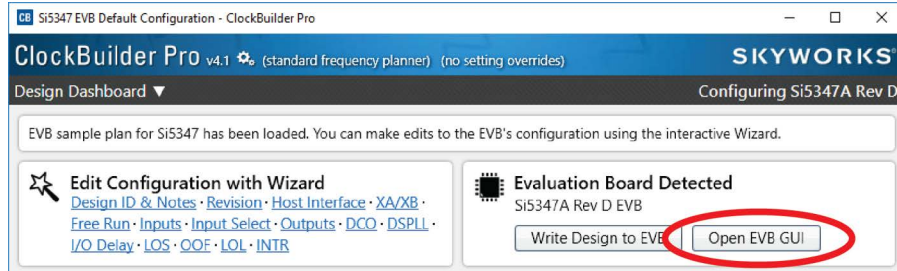 CB Si5347 EVB Default Configuration - ClockBuilder Pro
ClockBuilder Pro v4.1 (standard frequency planner) (no setting overrides) SKYWORKS
Design Dashboard ▼ Configuring Si5347A Rev D
EVB sample plan for Si5347 has been loaded. You can make edits to the EVB's configuration using the interactive Wizard.
Edit Configuration with Wizard
Design ID & Notes · Revision · Host Interface · XA/XB ·
Free Run · Inputs · Input Select · Outputs · DCO · DSPLL ·
I/O Delay · LOS · OOF · LOL · INTR
Evaluation Board Detected
Si5347A Rev D EVB
Write Design to EVB Open EVB GUI